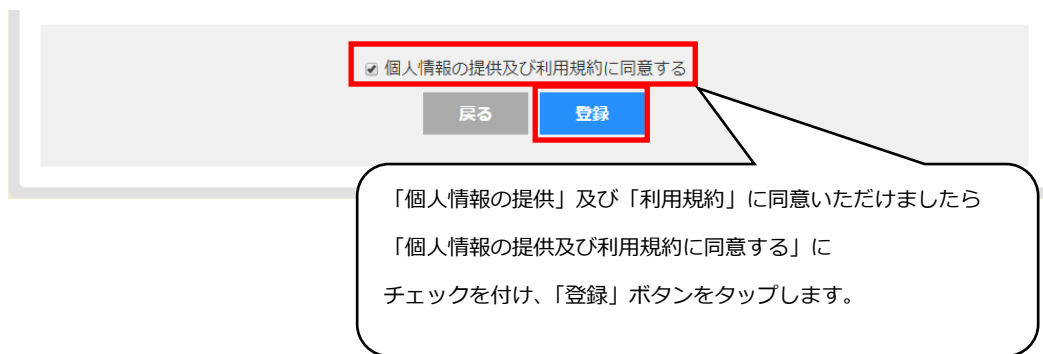 個人情報の提供及び利用規約に同意する
戻る 登録
「個人情報の提供」及び「利用規約」に同意いただけましたら
「個人情報の提供及び利用規約に同意する」に
チェックを付け、「登録」ボタンをタップします。